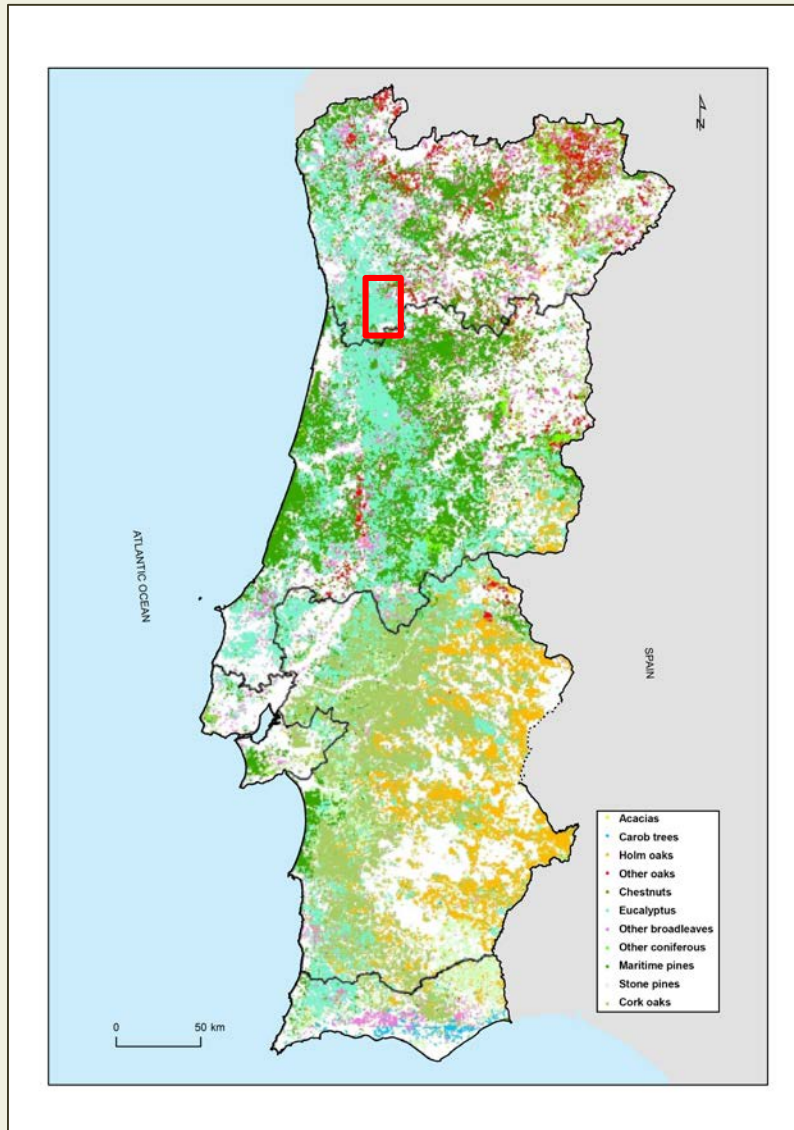 N
ATLANTIC OCEAN
SPAIN
Acacias
Carob trees
Holm oaks
Other oaks
Chestnuts
Eucalyptus
Other broadleaves
Other coniferous
Maritime pines
Stone pines
Cork oaks
0 50 km